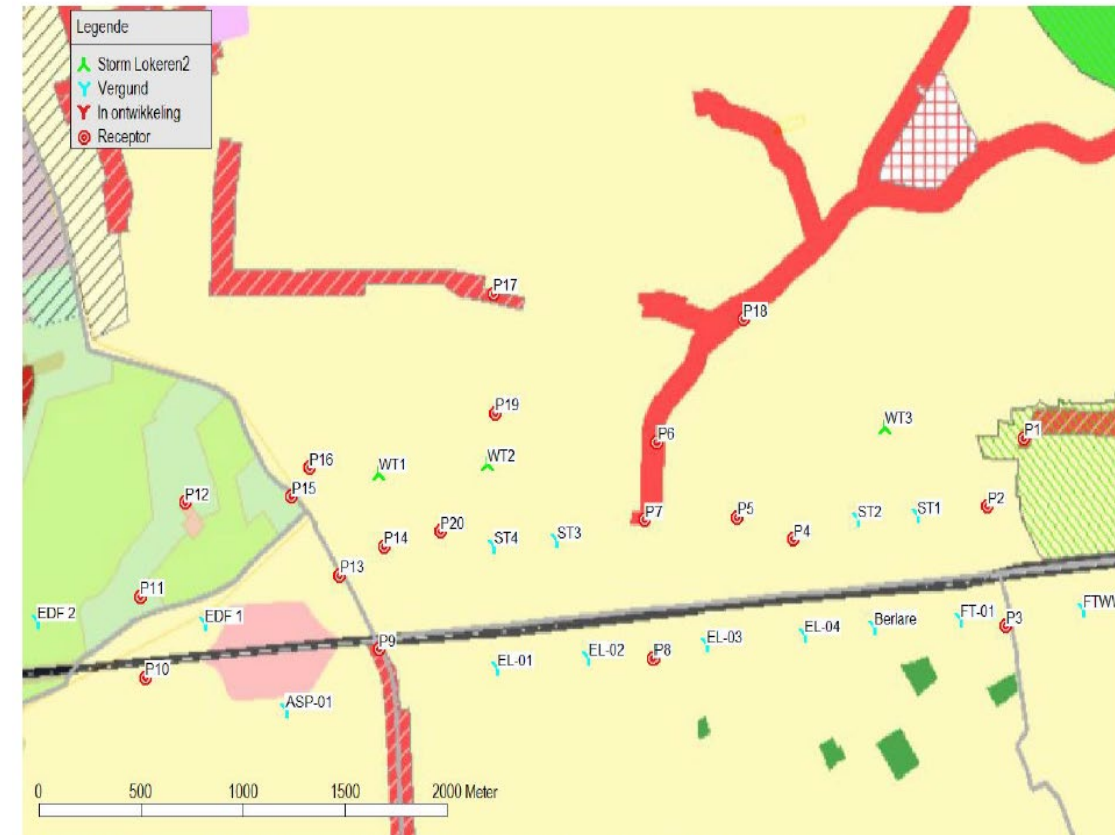 Legende
Storm Lokeren2
Vergund
In ontwikkeling
Receptor
P17
P18
P19
WT3
P6
P1
P16
WT1
WT2
P15
P12
P2
P20
P14
ST4
ST3
P7
P5
P4
ST2
ST1
P13
P11
EDF 2
EDF 1
P9
P10
ASP-01
EL-01
EL-02
P8
EL-03
EL-04
Berlare
FT-01
P3
0 500 1000 1500 2000 Meter